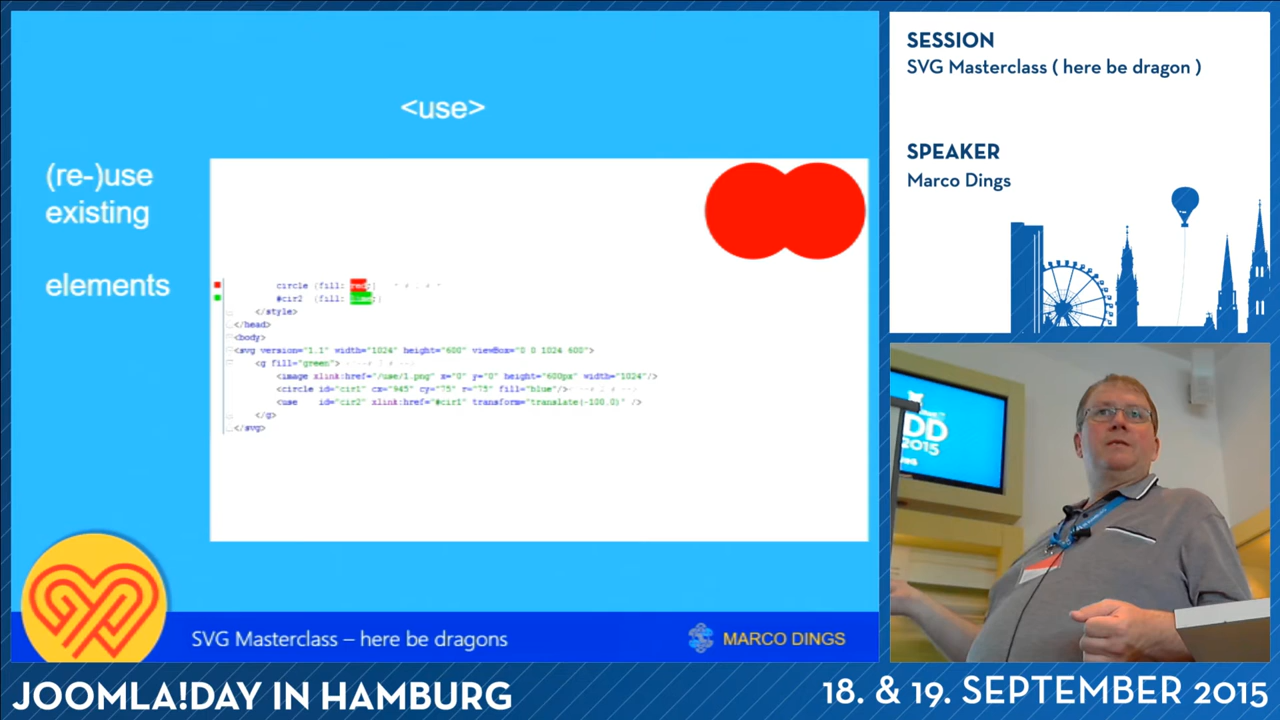 SESSION
SVG Masterclass ( here be dragon )
SPEAKER
Marco Dings
<use>
(re-)use
existing
elements
circle {fill: red;}
#cir2 {fill:
</style>
</head>
<body>
<svg version="1.1" width="1024" height="600" viewBox="0 0 1024 600">
<g fill="green">
<image xlink:href="/use/1.png" x="0" y="0" height="600px" width="1024"/>
<circle id="cir1" cx="945" cy="75" r="75" fill="blue"/>
<use id="cir2" xlink:href="#cir1" transform="translate(-100,0)" />
</g>
</svg>
DD
2015
SVG Masterclass – here be dragons
MARCO DINGS
JOOMLA!DAY IN HAMBURG
18. & 19. SEPTEMBER 2015